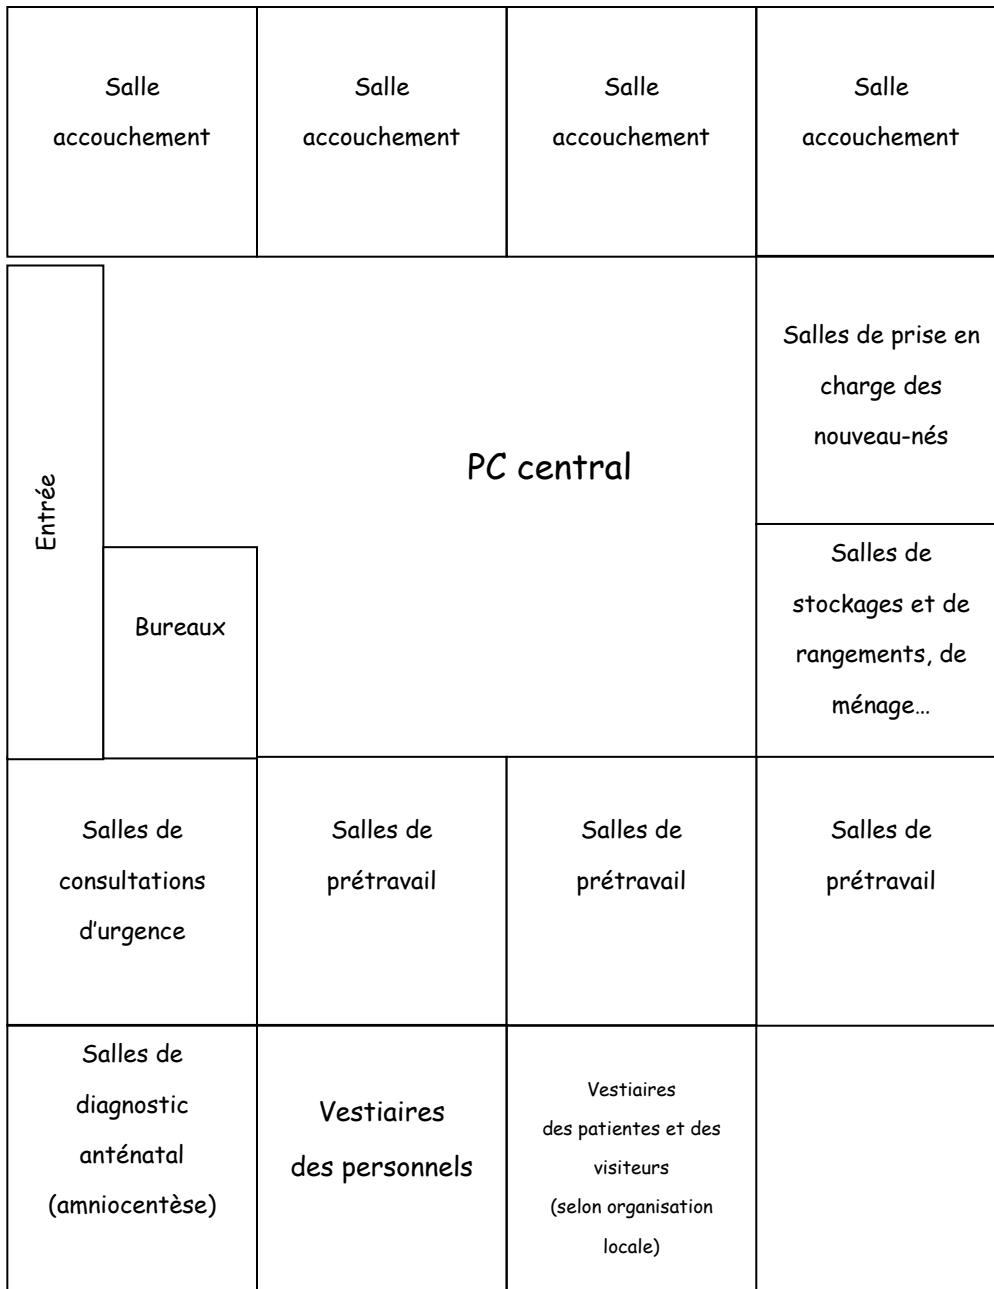 Salle
accouchement
Salle
accouchement
Salle
accouchement
Salle
accouchement
Entrée
Bureaux
PC central
Salles de prise en
charge des
nouveau-nés
Salles de
stockages et de
rangements, de
ménage…
Salles de
consultations
d'urgence
Salles de
prétravail
Salles de
prétravail
Salles de
prétravail
Salles de
diagnostic
anténatal
(amniocentèse)
Vestiaires
des personnels
Vestiaires
des patientes et des
visiteurs
(selon organisation
locale)